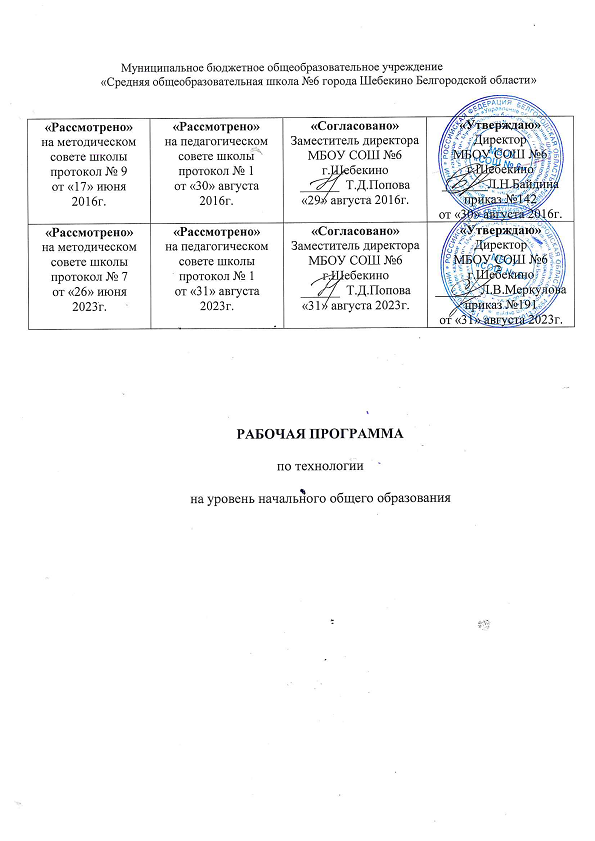 Муниципальное бюджетное общеобразовательное учреждение
«Средняя общеобразовательная школа №6 города Шебекино Белгородской области»
«Рассмотрено»
на методическом
совете школы
протокол № 9
от «17» июня
2016г.
«Рассмотрено»
на педагогическом
совете школы
протокол № 1
от «30» августа
2016г.
«Согласовано»
Заместитель директора
МБОУ СОШ №6
г.Шебекино
Т.Д.Попова
«29» августа 2016г.
«Утверждаю»
Директор
МБОУ СОШ №6
г.Шебекино
Л.Н.Байдина
приказ №142
от «30» августа 2016г.
«Рассмотрено»
на методическом
совете школы
протокол № 7
от «26» июня
2023г.
«Рассмотрено»
на педагогическом
совете школы
протокол № 1
от «31» августа
2023г.
«Согласовано»
Заместитель директора
МБОУ СОШ №6
г.Шебекино
Т.Д.Попова
«31» августа 2023г.
«Утверждаю»
Директор
МБОУ СОШ №6
г.Шебекино
Л.В.Меркулова
приказ №191
от «31» августа 2023г.
РАБОЧАЯ ПРОГРАММА
по технологии
на уровень начального общего образования